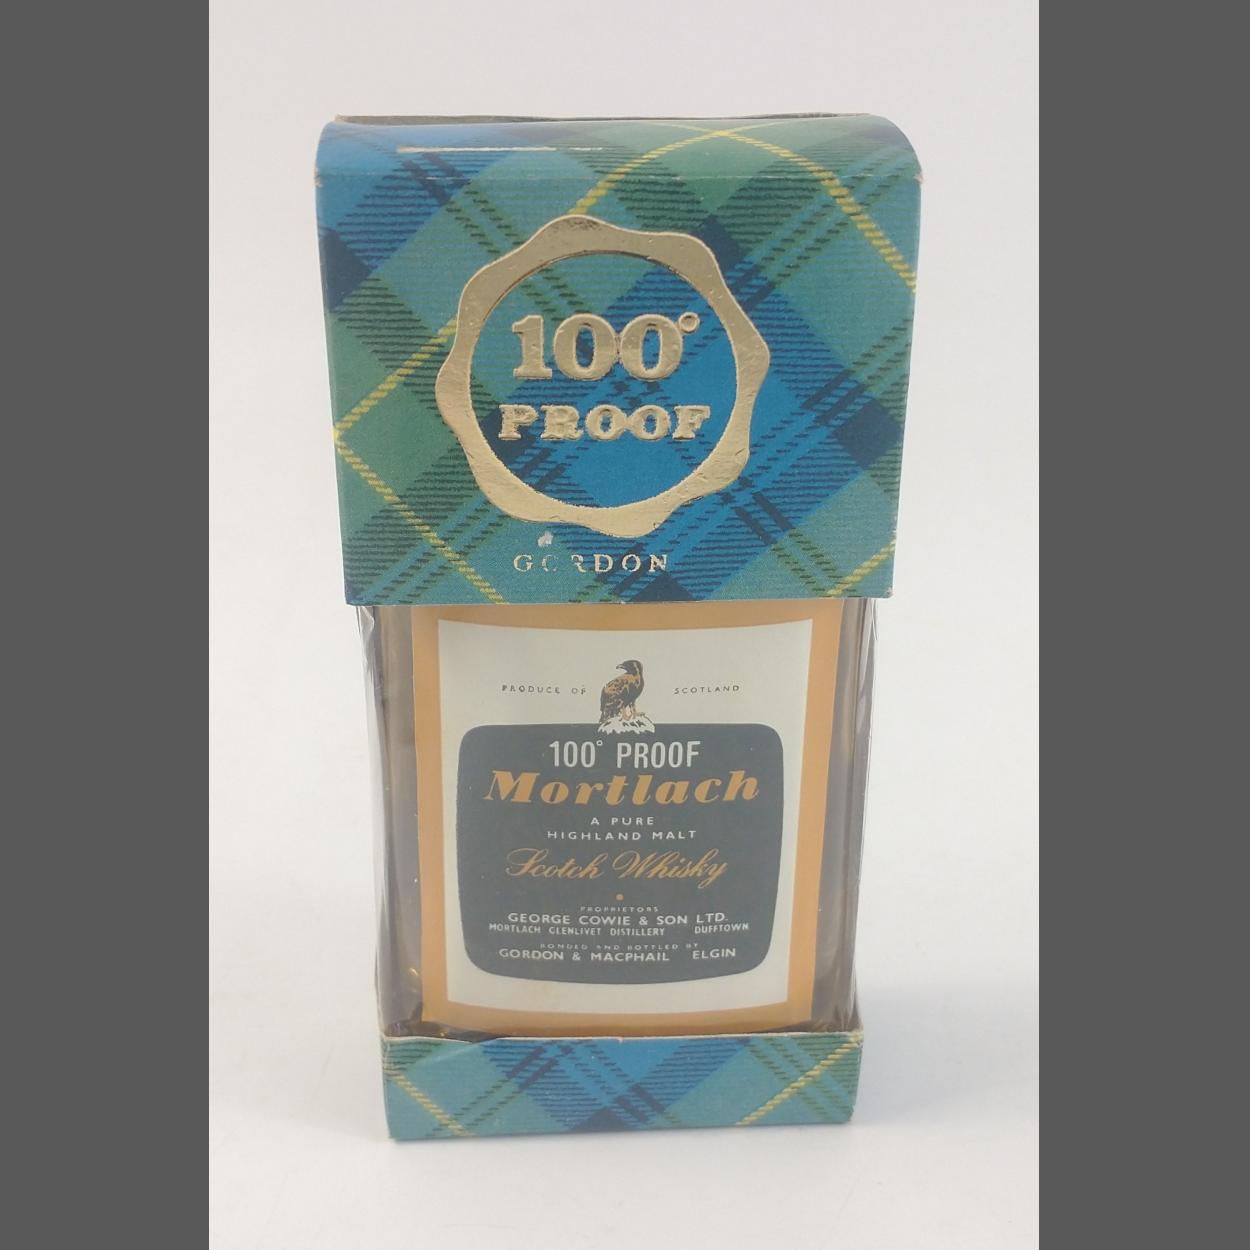 100°
PROOF
GORDON
PRODUCE OF SCOTLAND
100° PROOF
Mortlach
A PURE
HIGHLAND MALT
Scotch Whisky
PROPRIETORS
GEORGE COWIE & SON LTD.
MORTLACH GLENLIVET DISTILLERY DUFFTOWN
BONDED AND BOTTLED BY
GORDON & MACPHAIL ELGIN